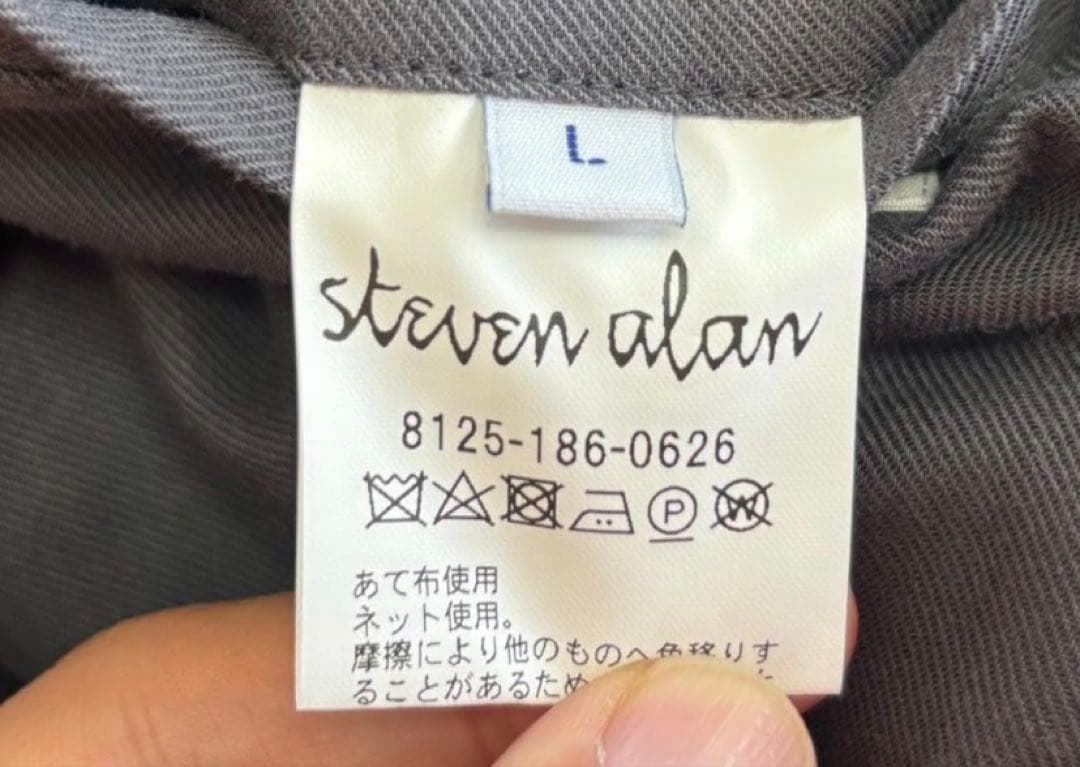 L
steven alan
8125-186-0626
P W
あて布使用
ネット使用。
摩擦により他のものへ色移りす
ることがあるため